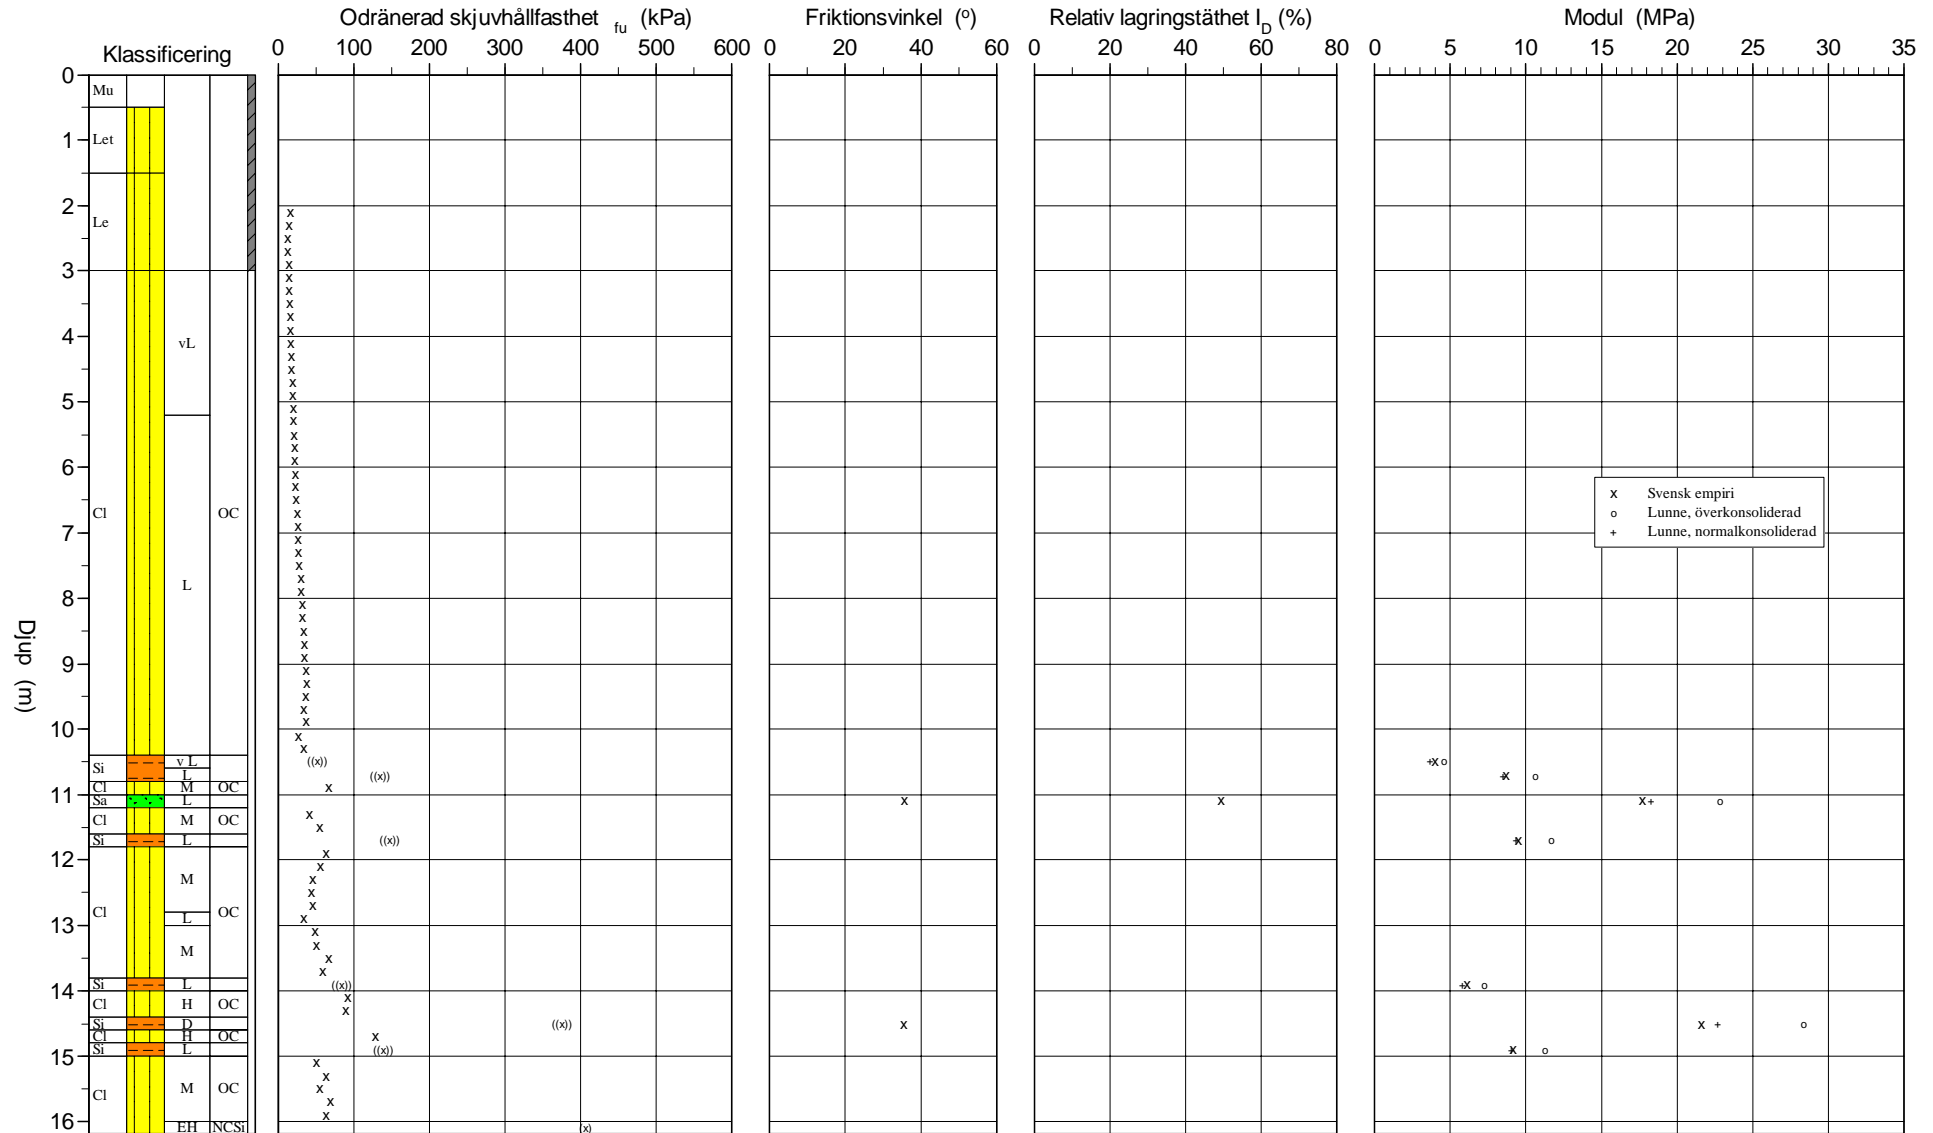 Odränerad skjuvhållfasthet fu (kPa)
Friktionsvinkel (o)
Relativ lagringstäthet ID (%)
Modul (MPa)
Klassificering
0 100 200 300 400 500 600
0 20 40 60
0 20 40 60 80
0 5 10 15 20 25 30 35
Djup (m)
0
1
2
3
4
5
6
7
8
9
10
11
12
13
14
15
16
Mu
Let
Le
vL
Cl OC
L
Si v L
L
Cl M OC
Sa L
Cl M OC
Si L
M
Cl OC
L
M
Si L
Cl H OC
Si D
Cl H OC
Si L
Cl M OC
EH NCSi
x Svensk empiri
o Lunne, överkonsoliderad
+ Lunne, normalkonsoliderad
((x))
((x))
((x))
((x))
((x))
((x))
(x)